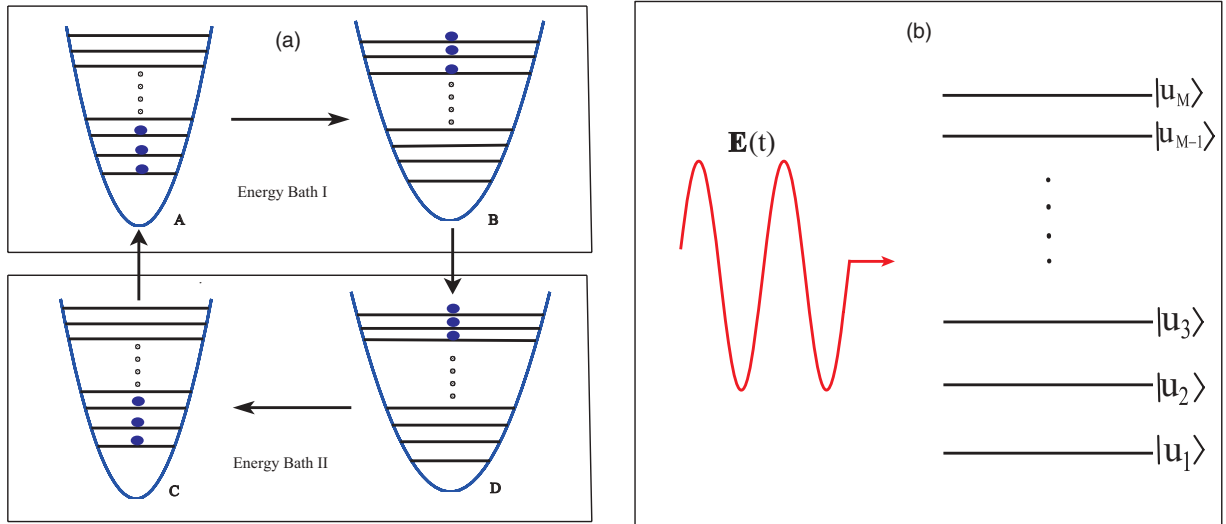 (a)
Energy Bath I
A
B
Energy Bath II
C
D
(b)
E(t)
|u_M⟩
|u_{M-1}⟩
|u_3⟩
|u_2⟩
|u_1⟩